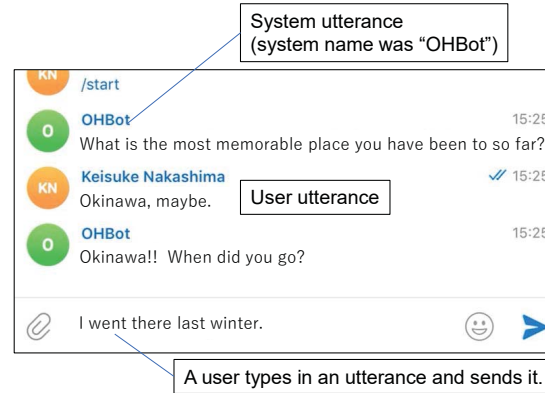 System utterance
(system name was “OHBot”)
KN
/start
O
OHBot
15:25
What is the most memorable place you have been to so far?
KN
Keisuke Nakashima
15:25
Okinawa, maybe.
User utterance
O
OHBot
15:25
Okinawa!! When did you go?
I went there last winter.
A user types in an utterance and sends it.